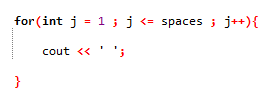 for(int j = 1 ; j <= spaces ; j++){
cout << ' ';
}